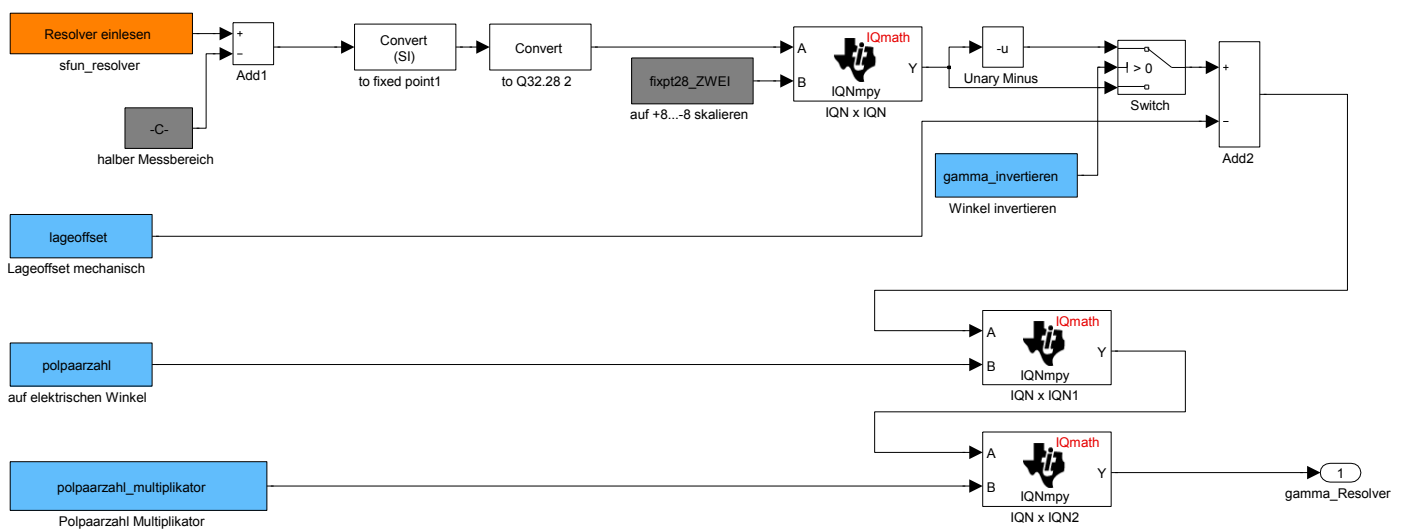 Resolver einlesen
sfun_resolver
+
−
Add1
-C-
halber Messbereich
Convert
(SI)
to fixed point1
Convert
to Q32.28 2
fixpt28_ZWEI
auf +8...-8 skalieren
A
B
IQmath
Y
IQNmpy
IQN x IQN
-u
Unary Minus
> 0
Switch
+
−
Add2
gamma_invertieren
Winkel invertieren
lageoffset
Lageoffset mechanisch
A
B
IQmath
Y
IQNmpy
IQN x IQN1
polpaarzahl
auf elektrischen Winkel
A
B
IQmath
Y
IQNmpy
IQN x IQN2
polpaarzahl_multiplikator
Polpaarzahl Multiplikator
1
gamma_Resolver